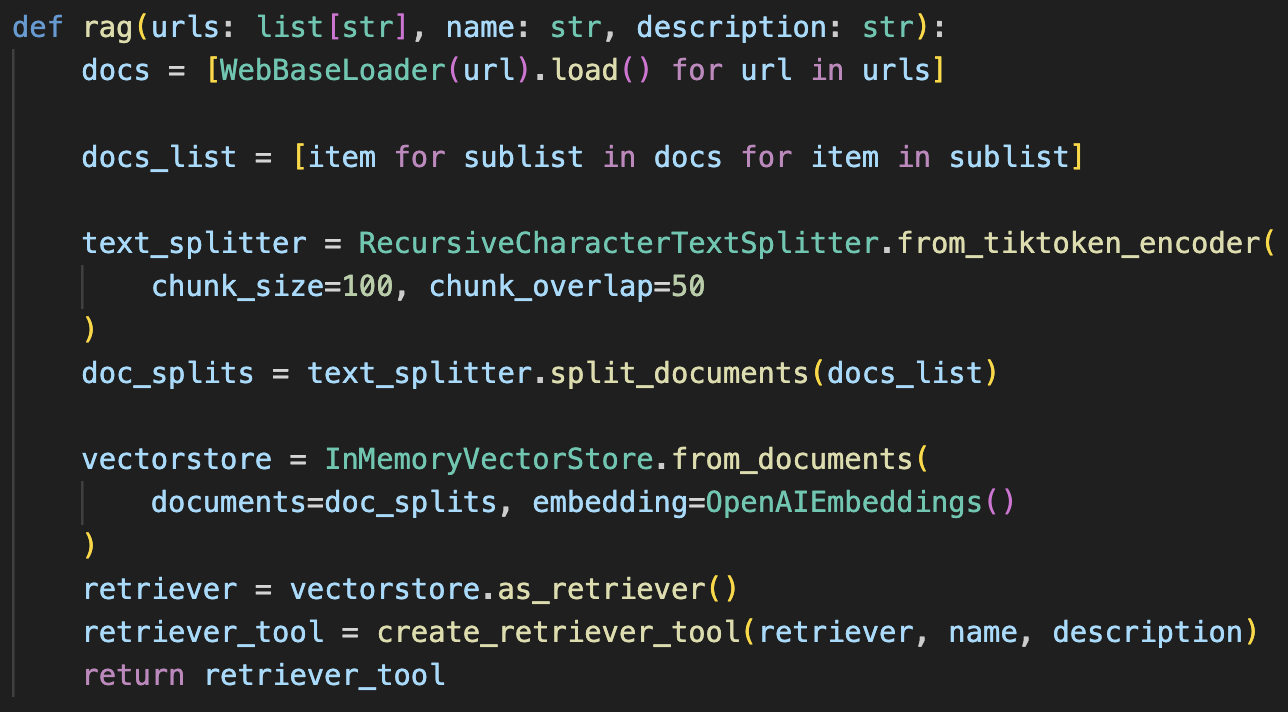 def rag(urls: list[str], name: str, description: str):
    docs = [WebBaseLoader(url).load() for url in urls]

    docs_list = [item for sublist in docs for item in sublist]

    text_splitter = RecursiveCharacterTextSplitter.from_tiktoken_encoder(
        chunk_size=100, chunk_overlap=50
    )
    doc_splits = text_splitter.split_documents(docs_list)

    vectorstore = InMemoryVectorStore.from_documents(
        documents=doc_splits, embedding=OpenAIEmbeddings()
    )
    retriever = vectorstore.as_retriever()
    retriever_tool = create_retriever_tool(retriever, name, description)
    return retriever_tool